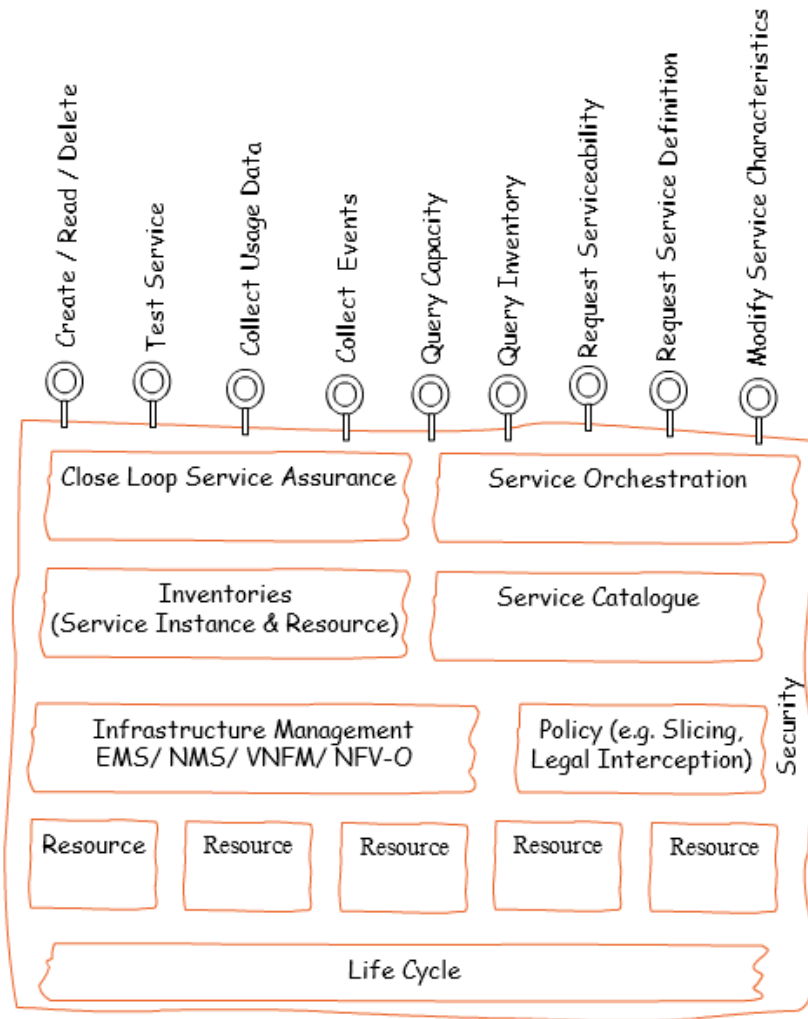 Create / Read / Delete
Test Service
Collect Usage Data
Collect Events
Query Capacity
Query Inventory
Request Serviceability
Request Service Definition
Modify Service Characteristics
Close Loop Service Assurance
Service Orchestration
Inventories
(Service Instance & Resource)
Service Catalogue
Infrastructure Management
EMS/ NMS/ VNFM/ NFV-O
Policy (e.g. Slicing,
Legal Interception)
Security
Resource
Resource
Resource
Resource
Resource
Life Cycle